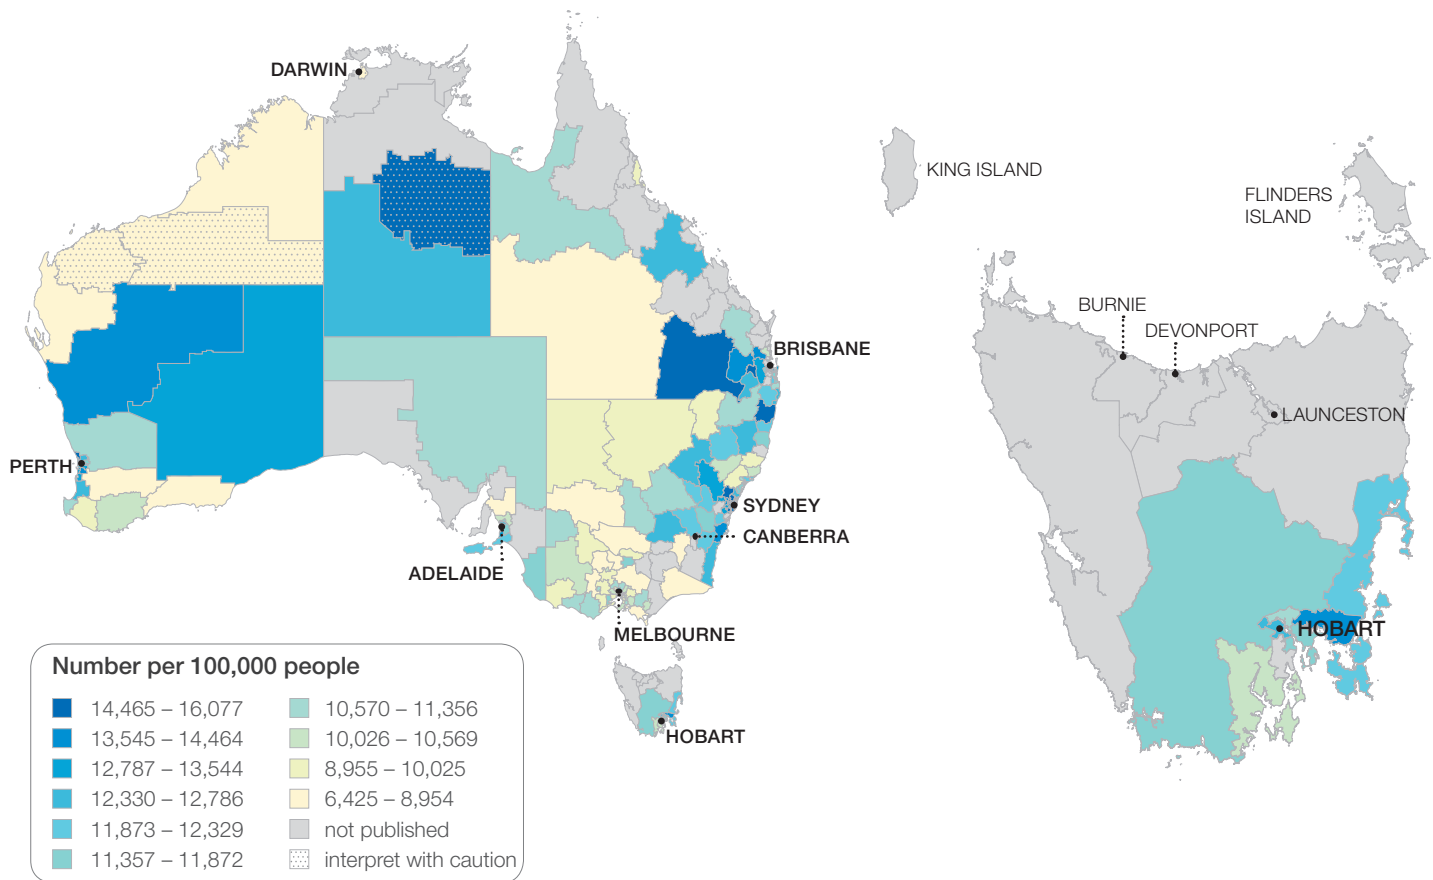 DARWIN
BRISBANE
PERTH
SYDNEY
CANBERRA
ADELAIDE
MELBOURNE
HOBART
KING ISLAND
FLINDERS
ISLAND
BURNIE
DEVONPORT
LAUNCESTON
HOBART
Number per 100,000 people
14,465 – 16,077
13,545 – 14,464
12,787 – 13,544
12,330 – 12,786
11,873 – 12,329
11,357 – 11,872
10,570 – 11,356
10,026 – 10,569
8,955 – 10,025
6,425 – 8,954
not published
interpret with caution